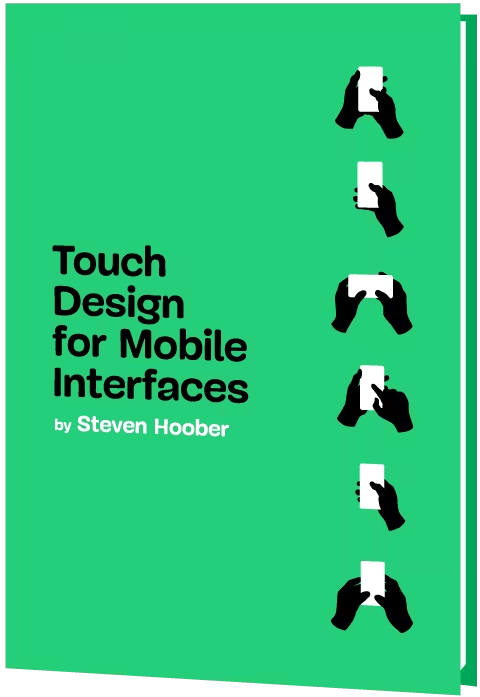 Touch
Design
for Mobile
Interfaces
by Steven Hoober